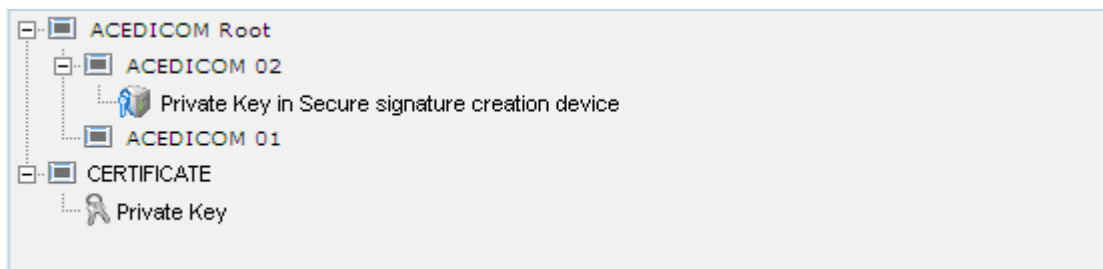 ACEDICOM Root
ACEDICOM 02
Private Key in Secure signature creation device
ACEDICOM 01
CERTIFICATE
Private Key